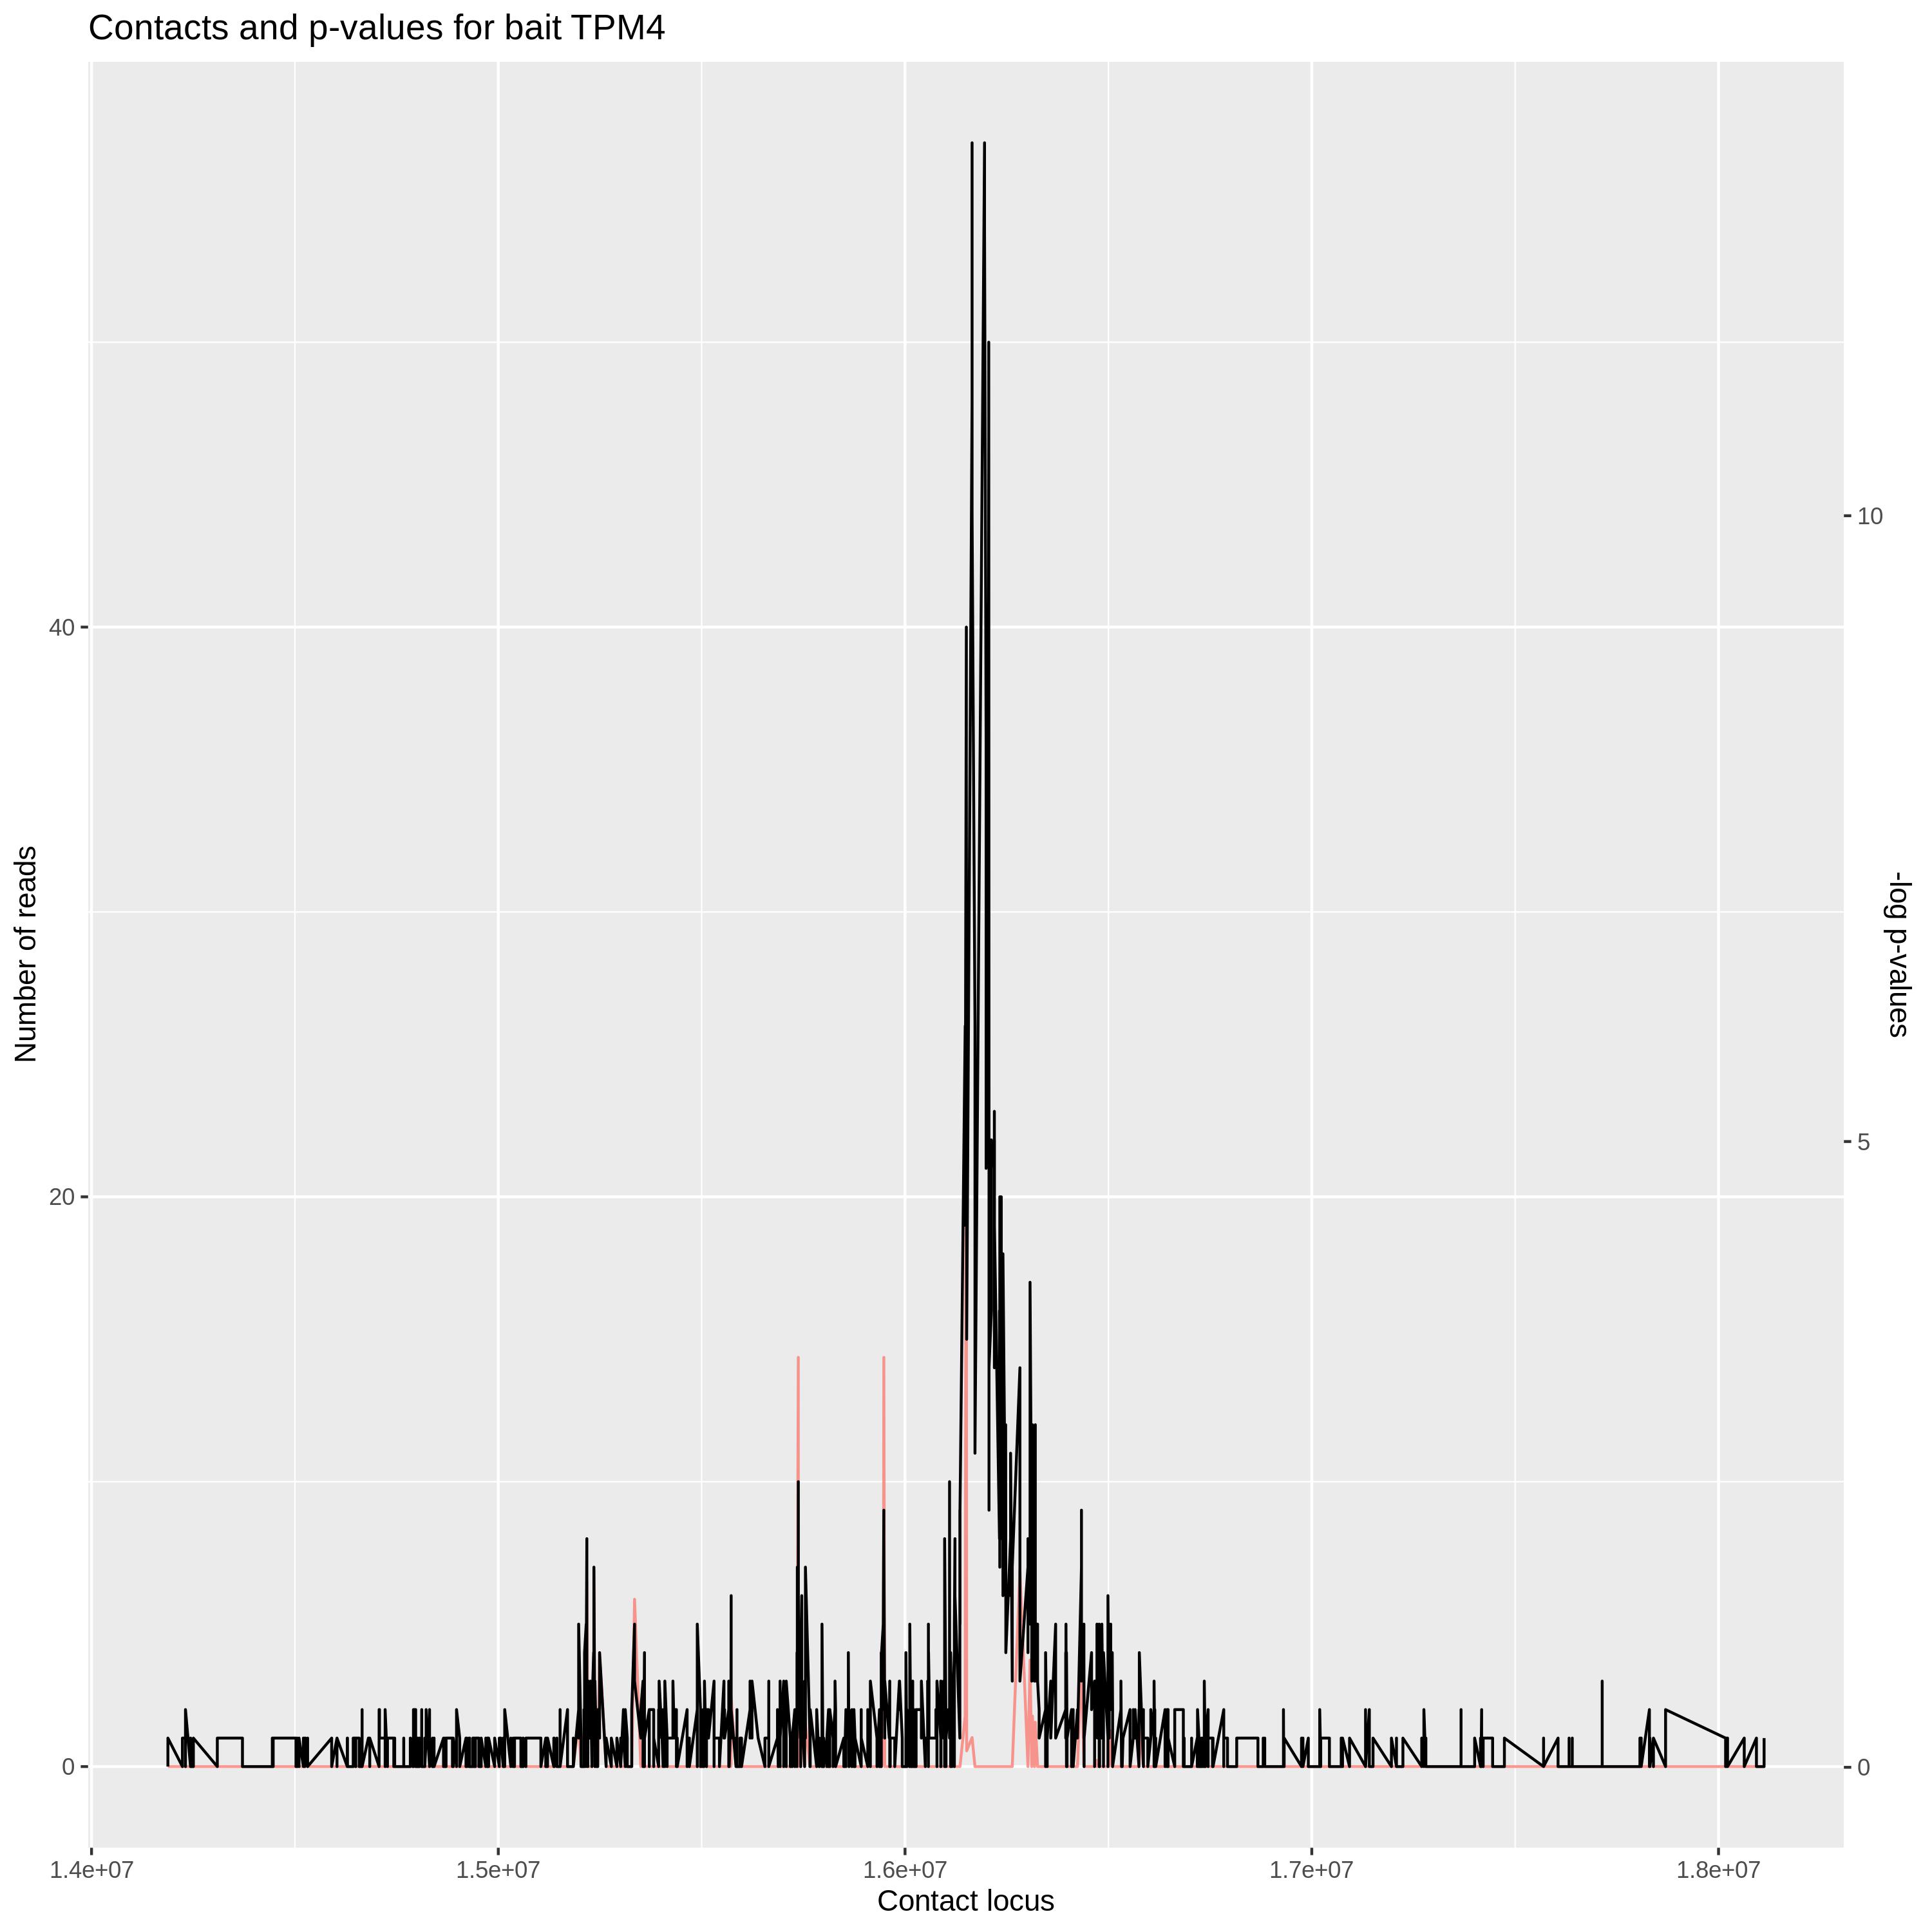 Contacts and p-values for bait TPM4
Number of reads
40
20
0
10
5
0
-log p-values
1.4e+07
1.5e+07
1.6e+07
1.7e+07
1.8e+07
Contact locus